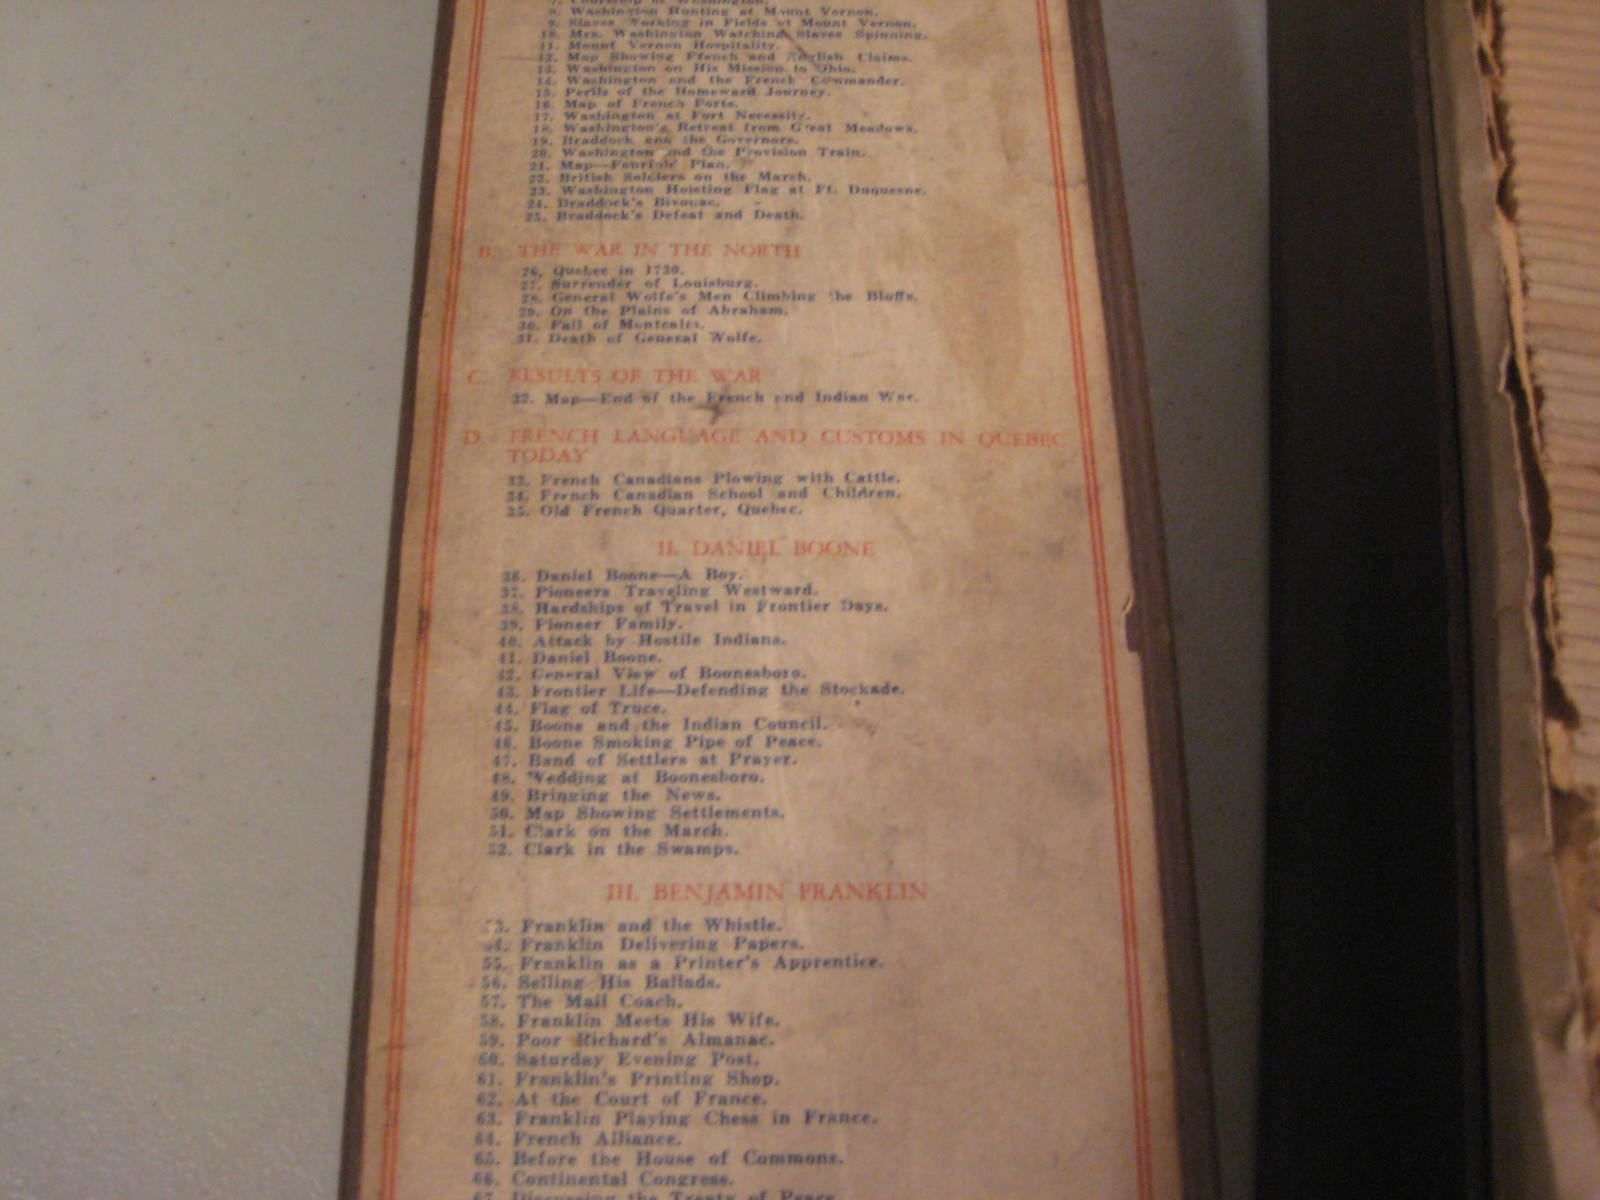 7. Courtship of Washington.
8. Washington Hunting at Mount Vernon.
9. Slaves Working in Fields at Mount Vernon.
10. Mrs. Washington Watching Slaves Spinning.
11. Mount Vernon Hospitality.
12. Map Showing French and English Claims.
13. Washington on His Mission to Ohio.
14. Washington and the French Commander.
15. Perils of the Homeward Journey.
16. Map of French Forts.
17. Washington at Fort Necessity.
18. Washington's Retreat from Great Meadows.
19. Braddock and the Governors.
20. Washington and the Provision Train.
21. Map—Fourfold Plan.
22. British Soldiers on the March.
23. Washington Hoisting Flag at Ft. Duquesne.
24. Braddock's Bivouac.
25. Braddock's Defeat and Death.
B. THE WAR IN THE NORTH
26. Quebec in 1730.
27. Surrender of Louisburg.
28. General Wolfe's Men Climbing the Bluffs.
29. On the Plains of Abraham.
30. Fall of Montcalm.
31. Death of General Wolfe.
C. RESULTS OF THE WAR
32. Map—End of the French and Indian War.
D. FRENCH LANGUAGE AND CUSTOMS IN QUEBEC
TODAY
33. French Canadians Plowing with Cattle.
34. French Canadian School and Children.
35. Old French Quarter, Quebec.
II. DANIEL BOONE
36. Daniel Boone—A Boy.
37. Pioneers Traveling Westward.
38. Hardships of Travel in Frontier Days.
39. Pioneer Family.
40. Attack by Hostile Indians.
41. Daniel Boone.
42. General View of Boonesboro.
43. Frontier Life—Defending the Stockade.
44. Flag of Truce.
45. Boone and the Indian Council.
46. Boone Smoking Pipe of Peace.
47. Band of Settlers at Prayer.
48. Wedding at Boonesboro.
49. Bringing the News.
50. Map Showing Settlements.
51. Clark on the March.
52. Clark in the Swamps.
III. BENJAMIN FRANKLIN
53. Franklin and the Whistle.
54. Franklin Delivering Papers.
55. Franklin as a Printer's Apprentice.
56. Selling His Ballads.
57. The Mail Coach.
58. Franklin Meets His Wife.
59. Poor Richard's Almanac.
60. Saturday Evening Post.
61. Franklin's Printing Shop.
62. At the Court of France.
63. Franklin Playing Chess in France.
64. French Alliance.
65. Before the House of Commons.
66. Continental Congress.
67. Discussing the Treaty of Peace.